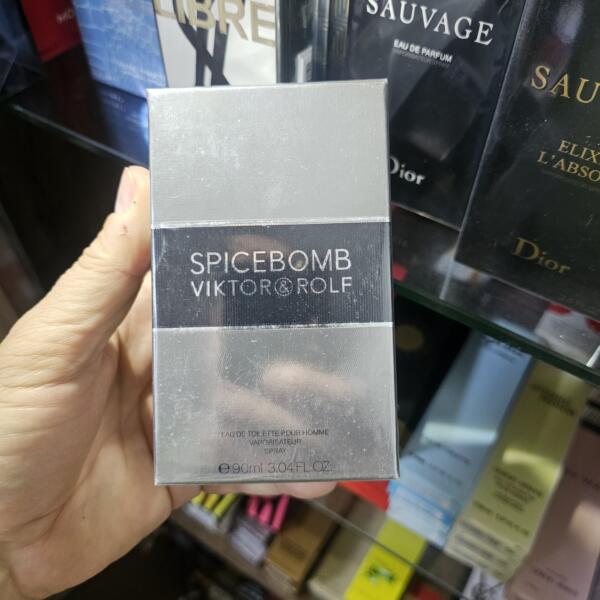 LIBRE
SAUVAGE
EAU DE PARFUM
Dior
SAU
ELIX
L'ABSO
Dior
SPICEBOMB
VIKTOR&ROLF
EAU DE TOILETTE POUR HOMME
VAPORISATEUR
SPRAY
℮ 90ml 3.04 FL.OZ.